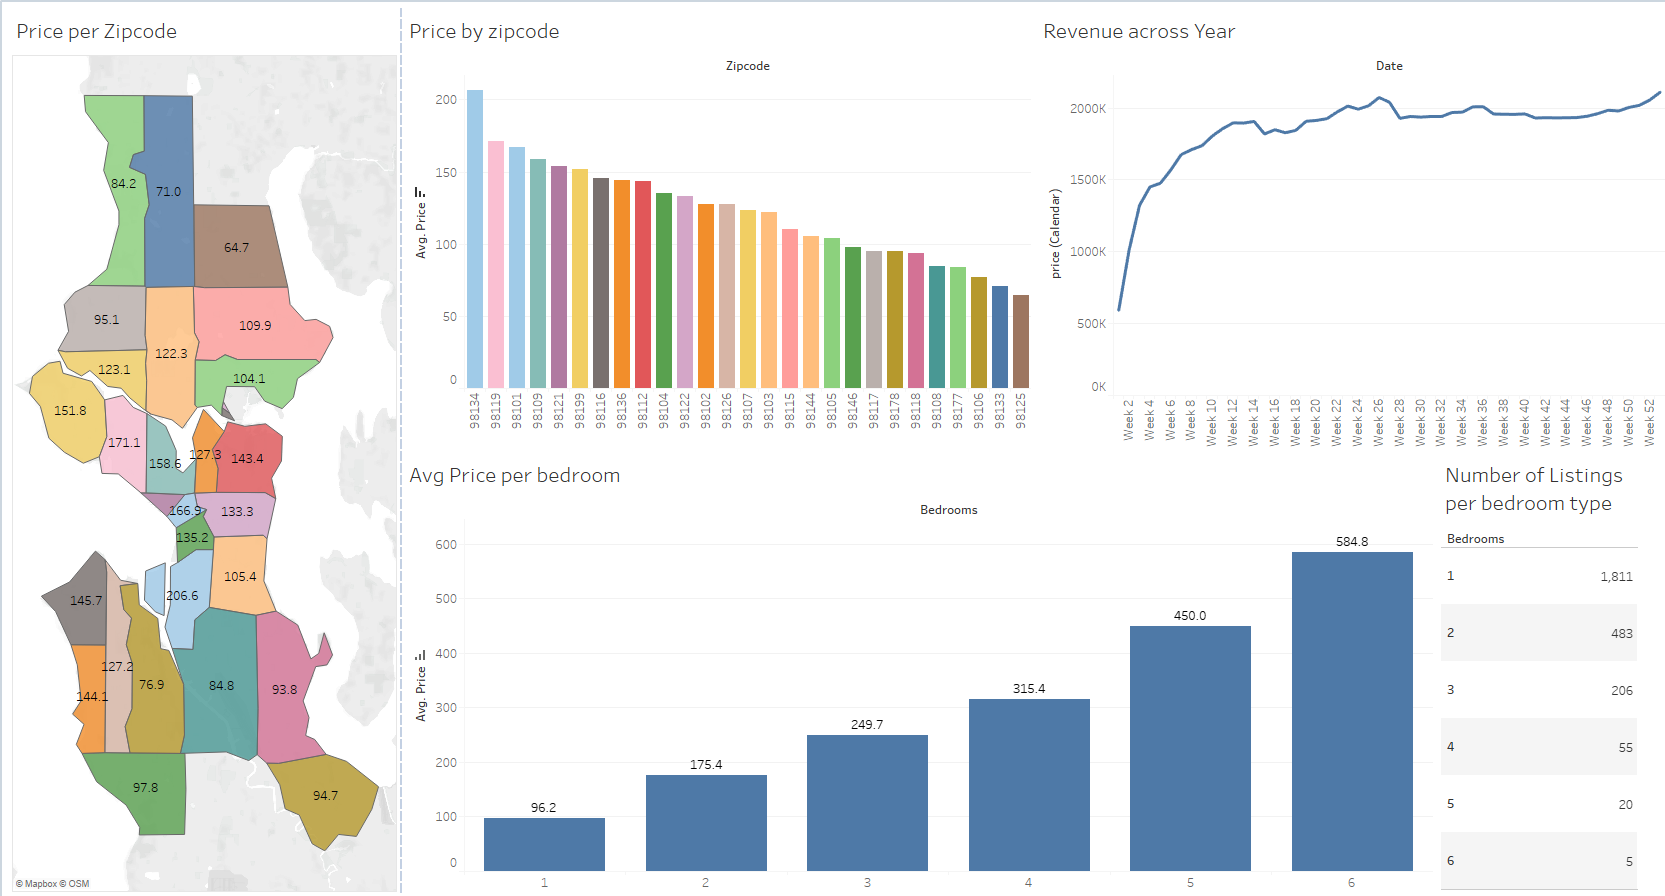 Price per Zipcode
84.2
71.0
64.7
95.1
109.9
122.3
123.1
104.1
151.8
171.1
158.6
127.3
143.4
166.9
133.3
135.2
105.4
145.7
206.6
127.2
144.1
76.9
84.8
93.8
97.8
94.7
© Mapbox © OSM
Price by zipcode
Zipcode
Avg. Price
200
150
100
50
0
98134
98119
98101
98109
98121
98199
98116
98136
98112
98104
98122
98102
98126
98107
98103
98115
98144
98105
98146
98117
98178
98118
98108
98177
98106
98133
98125
Revenue across Year
Date
price (Calendar)
2000K
1500K
1000K
500K
0K
Week 2
Week 4
Week 6
Week 8
Week 10
Week 12
Week 14
Week 16
Week 18
Week 20
Week 22
Week 24
Week 26
Week 28
Week 30
Week 32
Week 34
Week 36
Week 38
Week 40
Week 42
Week 44
Week 46
Week 48
Week 50
Week 52
Avg Price per bedroom
Bedrooms
Avg. Price
600
500
400
300
200
100
0
96.2
175.4
249.7
315.4
450.0
584.8
1
2
3
4
5
6
Number of Listings
per bedroom type
Bedrooms
1 1,811
2 483
3 206
4 55
5 20
6 5